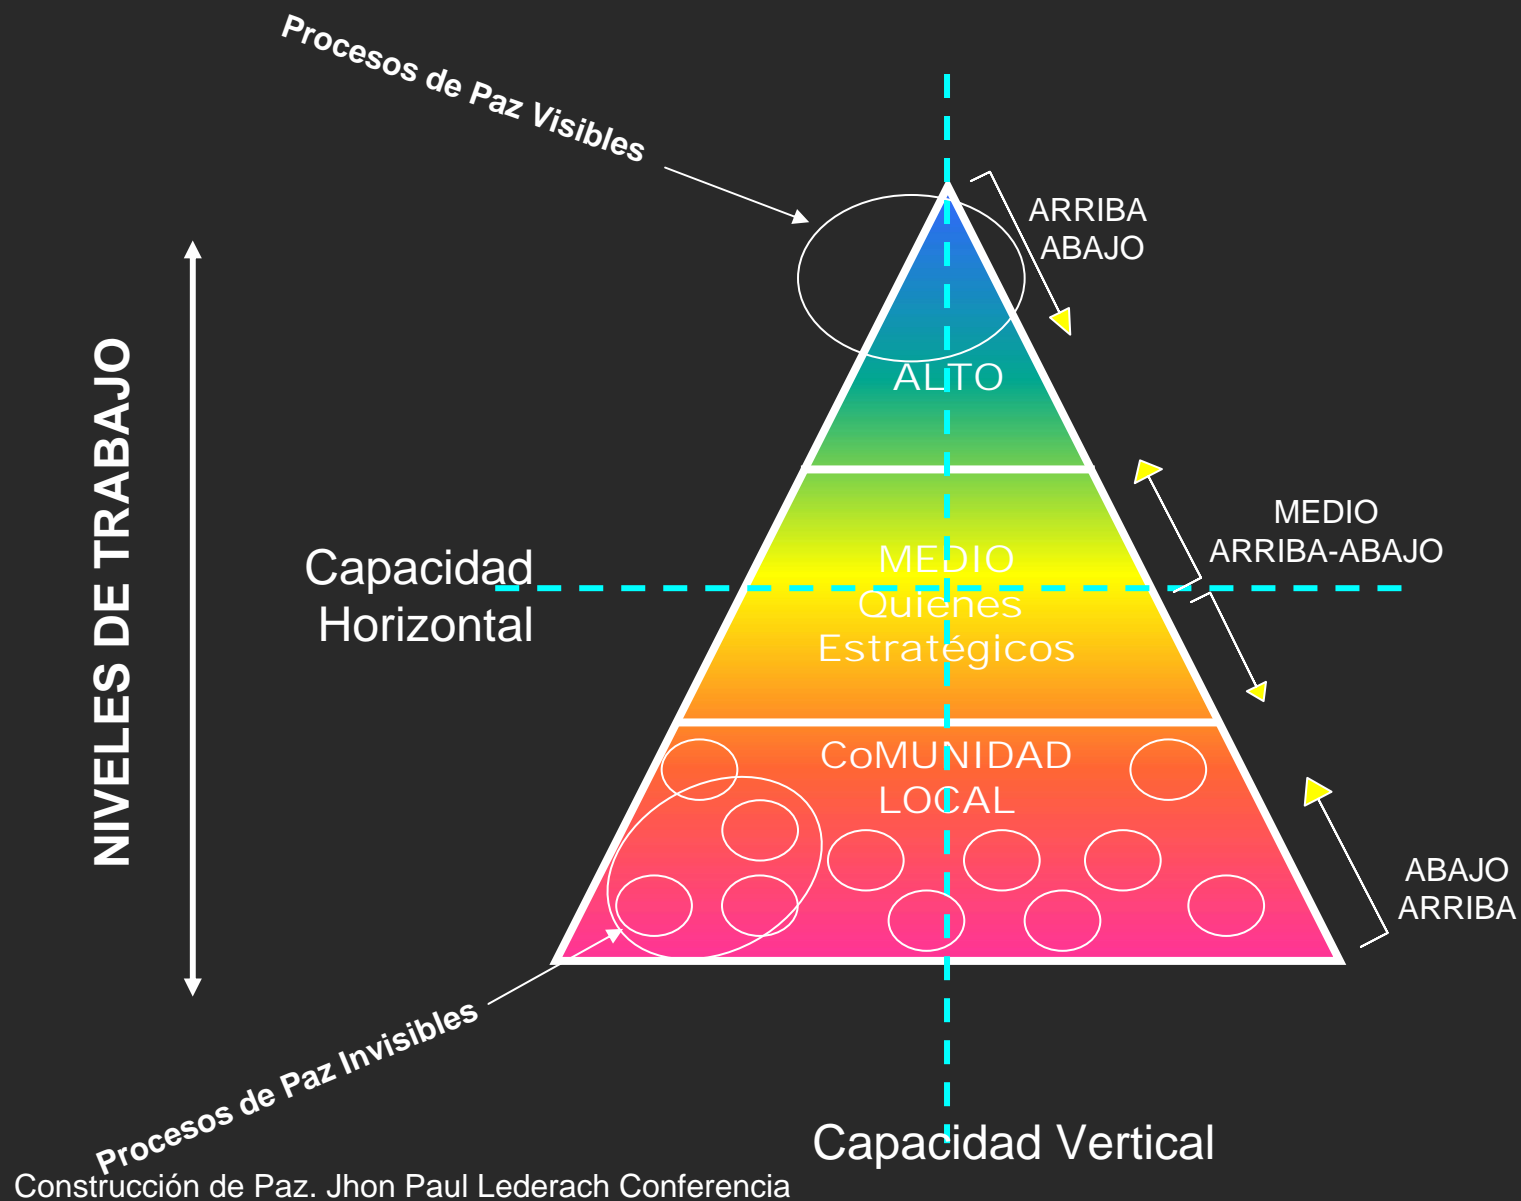 Procesos de Paz Visibles
ARRIBA
ABAJO
NIVELES DE TRABAJO
ALTO
MEDIO
ARRIBA-ABAJO
Capacidad
Horizontal
MEDIO
Quienes
Estratégicos
CoMUNIDAD
LOCAL
ABAJO
ARRIBA
Procesos de Paz Invisibles
Capacidad Vertical
Construcción de Paz. Jhon Paul Lederach Conferencia